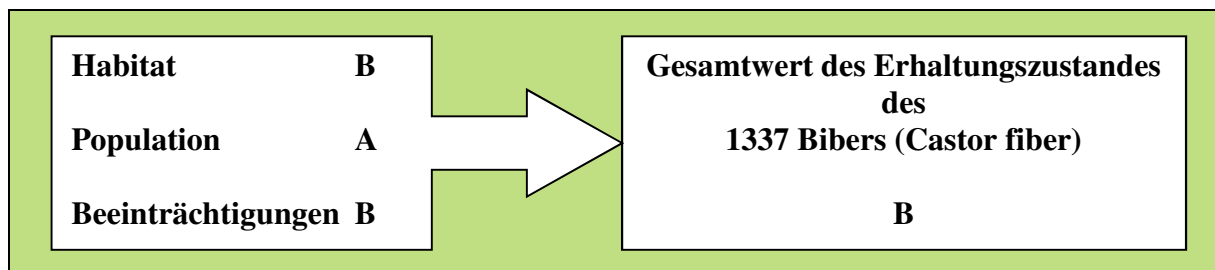 Habitat B
Population A
Beeinträchtigungen B
Gesamtwert des Erhaltungszustandes
des
1337 Bibers (Castor fiber)
B